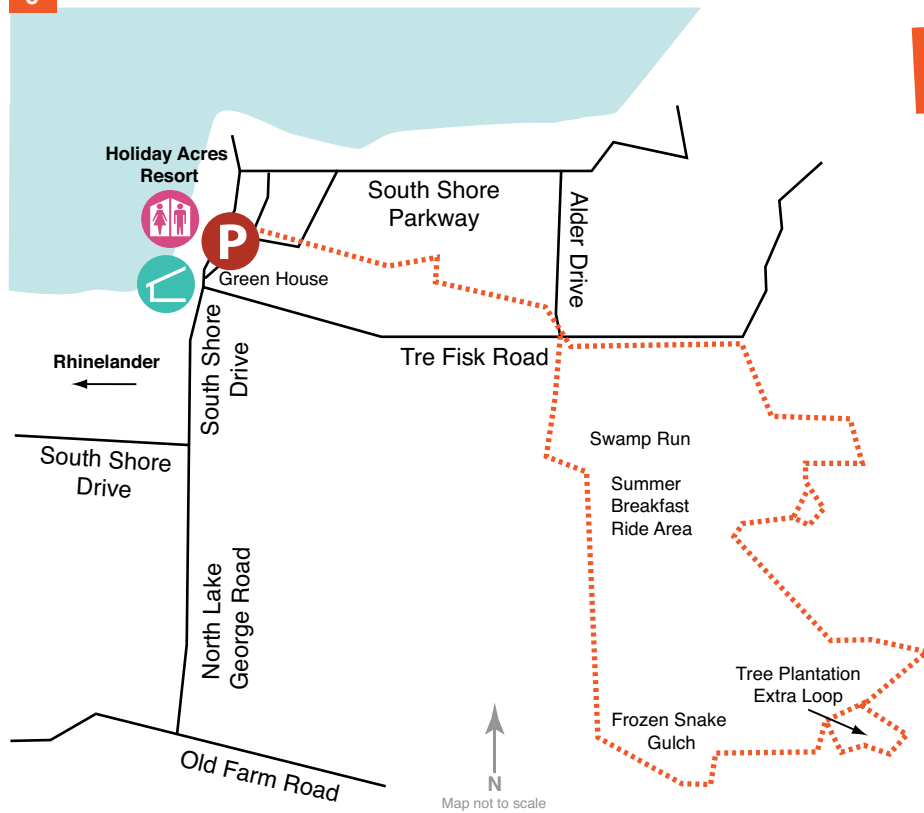 Holiday Acres
Resort
P
Green House
South Shore
Parkway
Alder Drive
Tre Fisk Road
South Shore
Drive
Rhinelander
South Shore
Drive
North Lake
George Road
Old Farm Road
Swamp Run
Summer
Breakfast
Ride Area
Tree Plantation
Extra Loop
Frozen Snake
Gulch
N
Map not to scale